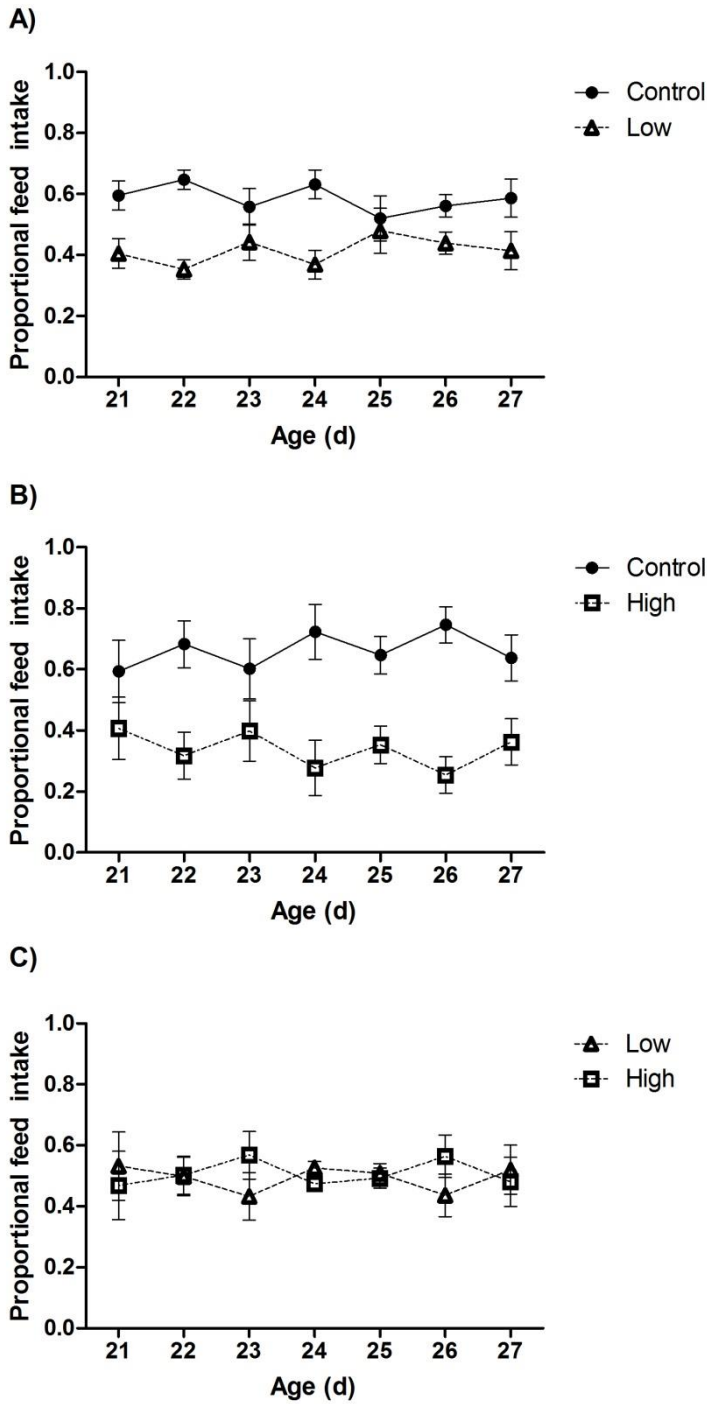 A)
Proportional feed intake
1.0
0.8
0.6
0.4
0.2
0.0
21 22 23 24 25 26 27
Age (d)
Control
Low
B)
Proportional feed intake
1.0
0.8
0.6
0.4
0.2
0.0
21 22 23 24 25 26 27
Age (d)
Control
High
C)
Proportional feed intake
1.0
0.8
0.6
0.4
0.2
0.0
21 22 23 24 25 26 27
Age (d)
Low
High